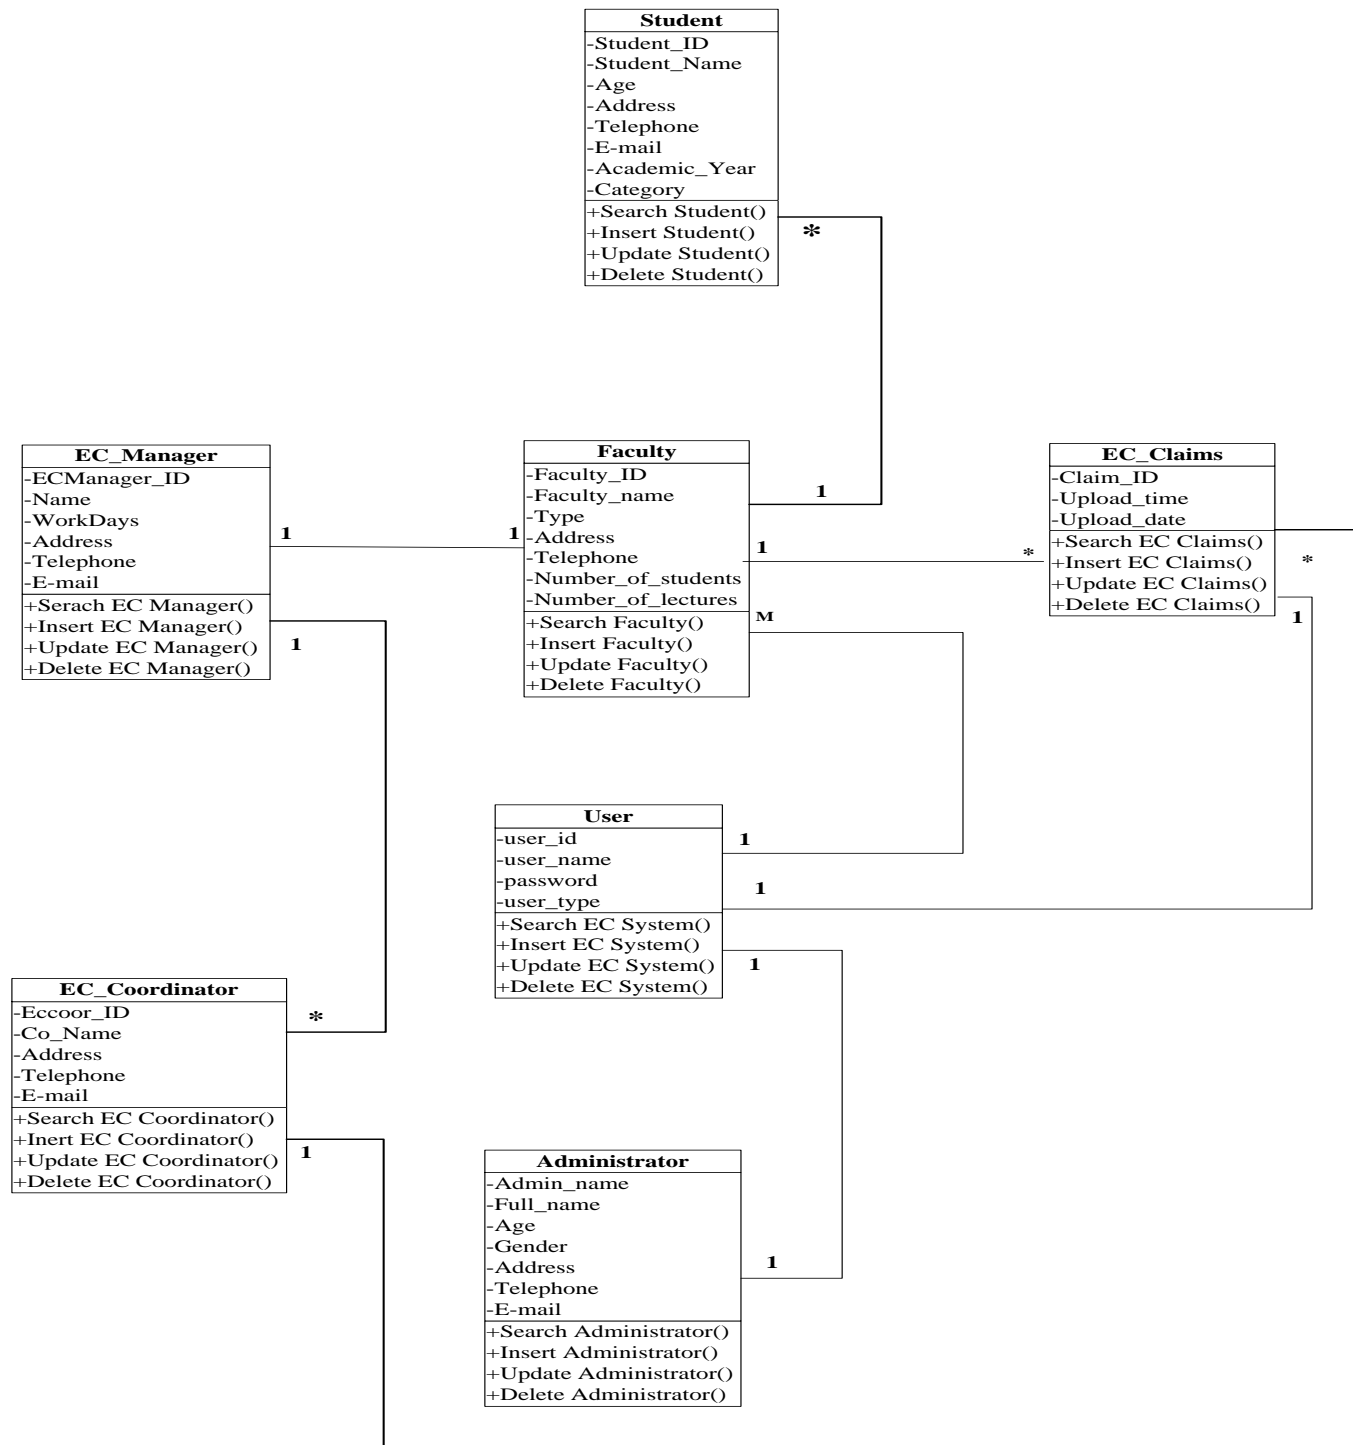 Student
-Student_ID
-Student_Name
-Age
-Address
-Telephone
-E-mail
-Academic_Year
-Category
+Search Student()
+Insert Student()
+Update Student()
+Delete Student()
*
1
EC_Manager
-ECManager_ID
-Name
-WorkDays
-Address
-Telephone
-E-mail
+Serach EC Manager()
+Insert EC Manager()
+Update EC Manager()
+Delete EC Manager()
1
1
1
Faculty
-Faculty_ID
-Faculty_name
-Type
-Address
-Telephone
-Number_of_students
-Number_of_lectures
+Search Faculty()
+Insert Faculty()
+Update Faculty()
+Delete Faculty()
1
*
M
EC_Claims
-Claim_ID
-Upload_time
-Upload_date
+Search EC Claims()
+Insert EC Claims()
+Update EC Claims()
+Delete EC Claims()
*
1
User
-user_id
-user_name
-password
-user_type
+Search EC System()
+Insert EC System()
+Update EC System()
+Delete EC System()
1
1
1
EC_Coordinator
-Eccoor_ID
-Co_Name
-Address
-Telephone
-E-mail
+Search EC Coordinator()
+Inert EC Coordinator()
+Update EC Coordinator()
+Delete EC Coordinator()
*
1
Administrator
-Admin_name
-Full_name
-Age
-Gender
-Address
-Telephone
-E-mail
+Search Administrator()
+Insert Administrator()
+Update Administrator()
+Delete Administrator()
1